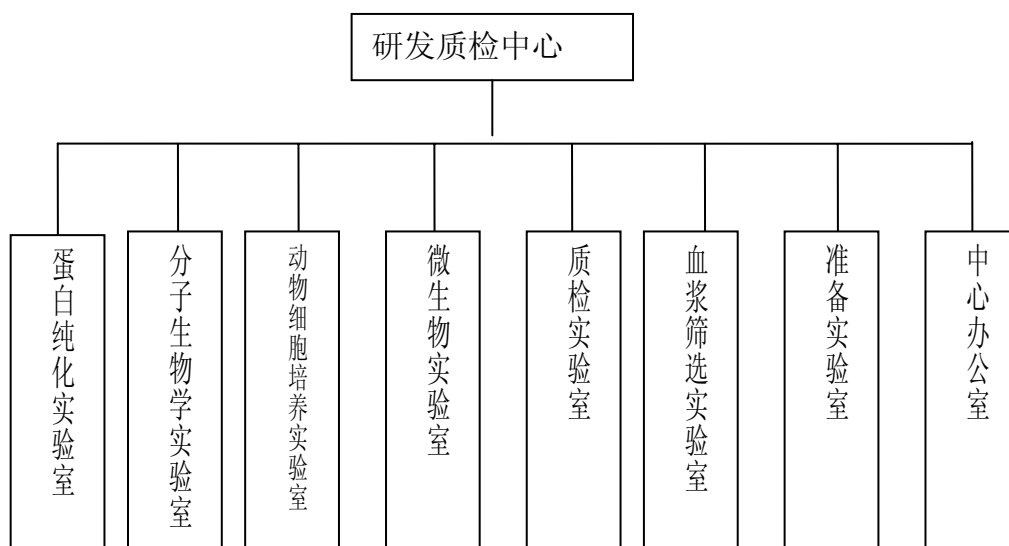 研发质检中心
蛋白纯化实验室
分子生物学实验室
动物细胞培养实验室
微生物实验室
质检实验室
血浆筛选实验室
准备实验室
中心办公室